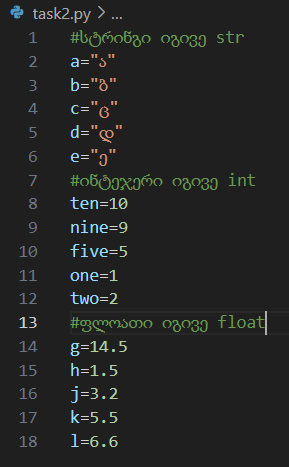 task2.py > ...
1 #სტრინგი იგივე str
2 a="ა"
3 b="ბ"
4 c="ც"
5 d="დ"
6 e="ე"
7 #ინტეჯერი იგივე int
8 ten=10
9 nine=9
10 five=5
11 one=1
12 two=2
13 #ფლოათი იგივე float
14 g=14.5
15 h=1.5
16 j=3.2
17 k=5.5
18 l=6.6